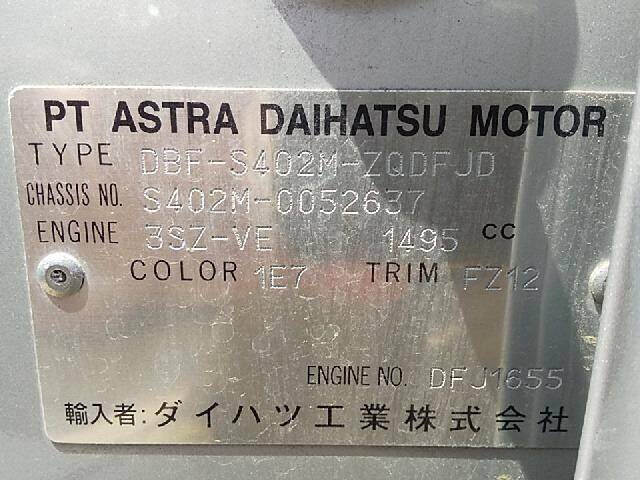 PT ASTRA DAIHATSU MOTOR
TYPE DBF-S402M-ZQDFJD
CHASSIS NO. S402M-0052637
ENGINE 3SZ-VE 1495 CC
COLOR 1E7 TRIM FZ12
ENGINE NO. DFJ1655
輸入者: ダイハツ工業株式会社